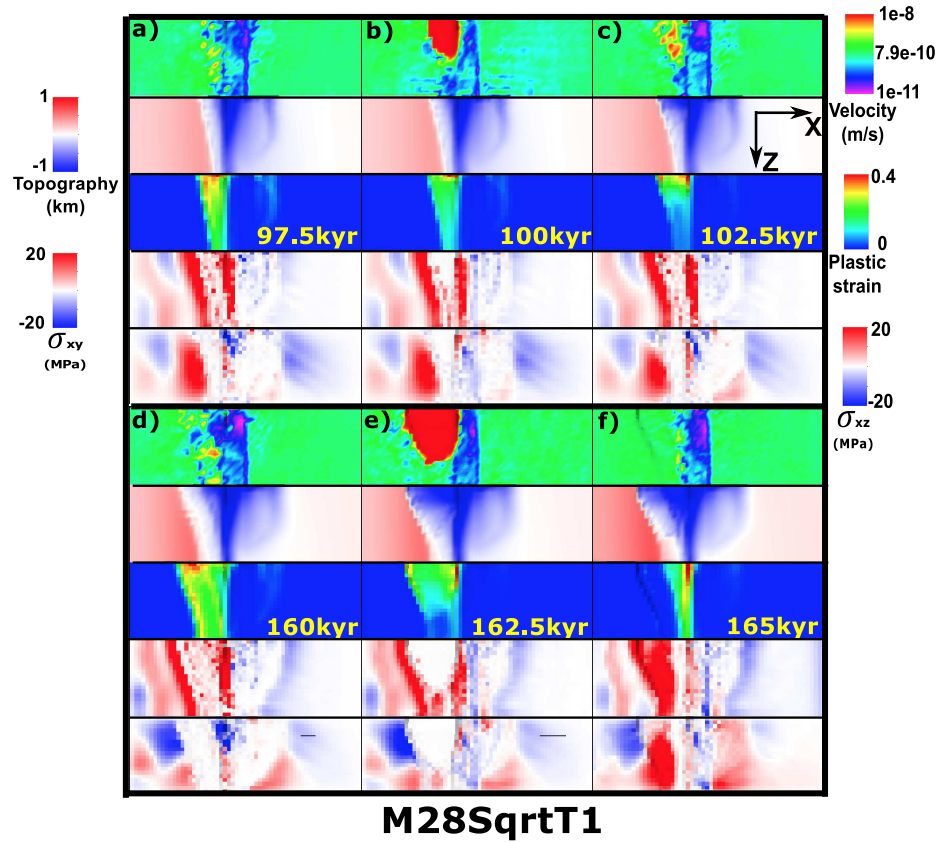 a)
b)
c)
1e-8
7.9e-10
1e-11
Velocity
(m/s)
1
-1
Topography
(km)
X
Z
0.4
0
Plastic
strain
97.5kyr
100kyr
102.5kyr
20
-20
σxy
(MPa)
20
-20
σxz
(MPa)
d)
e)
f)
160kyr
162.5kyr
165kyr
M28SqrtT1